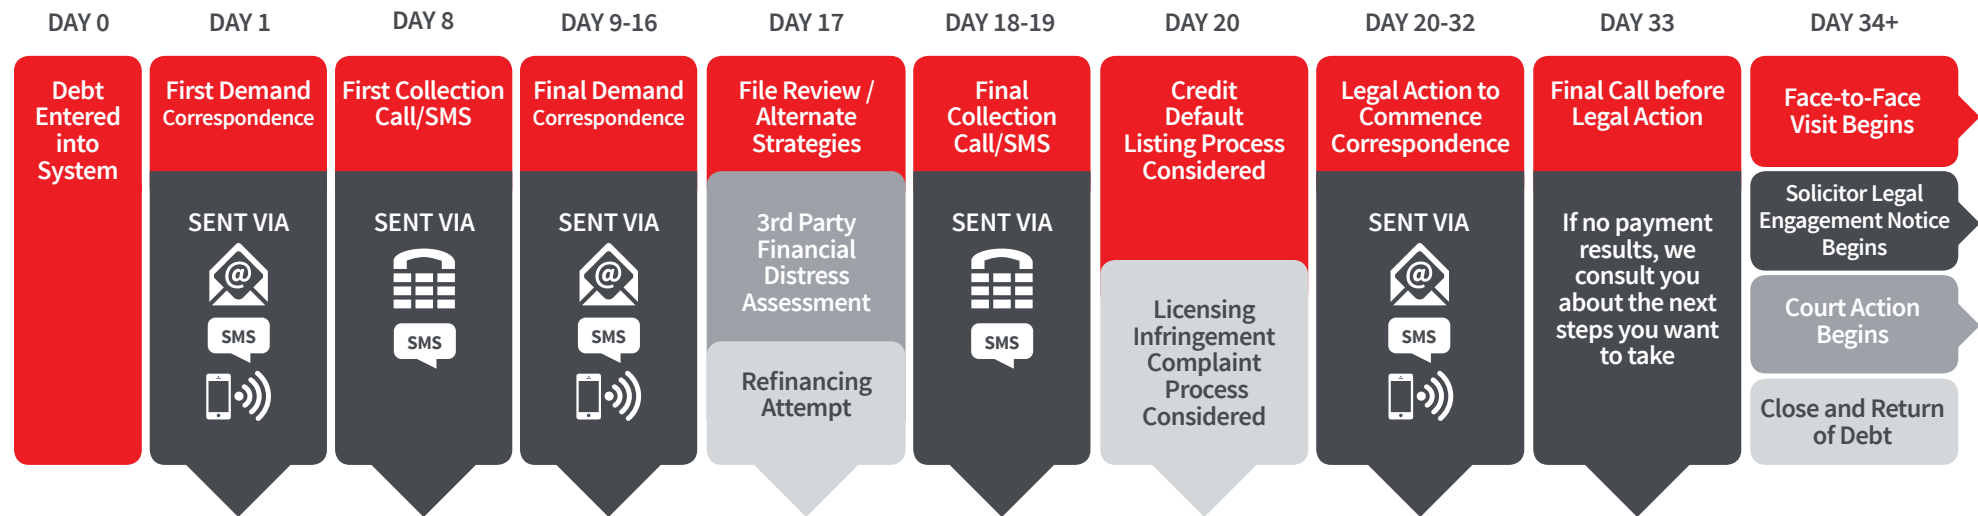 DAY 0
DAY 1
DAY 8
DAY 9-16
DAY 17
DAY 18-19
DAY 20
DAY 20-32
DAY 33
DAY 34+
Debt
Entered
into
System
First Demand
Correspondence
SENT VIA
@
SMS
First Collection
Call/SMS
SENT VIA
SMS
Final Demand
Correspondence
SENT VIA
@
SMS
File Review /
Alternate
Strategies
3rd Party
Financial
Distress
Assessment
Refinancing
Attempt
Final
Collection
Call/SMS
SENT VIA
SMS
Credit
Default
Listing Process
Considered
Licensing
Infringement
Complaint
Process
Considered
Legal Action to
Commence
Correspondence
SENT VIA
@
SMS
Final Call before
Legal Action
If no payment
results, we
consult you
about the next
steps you want
to take
Face-to-Face
Visit Begins
Solicitor Legal
Engagement Notice
Begins
Court Action
Begins
Close and Return
of Debt